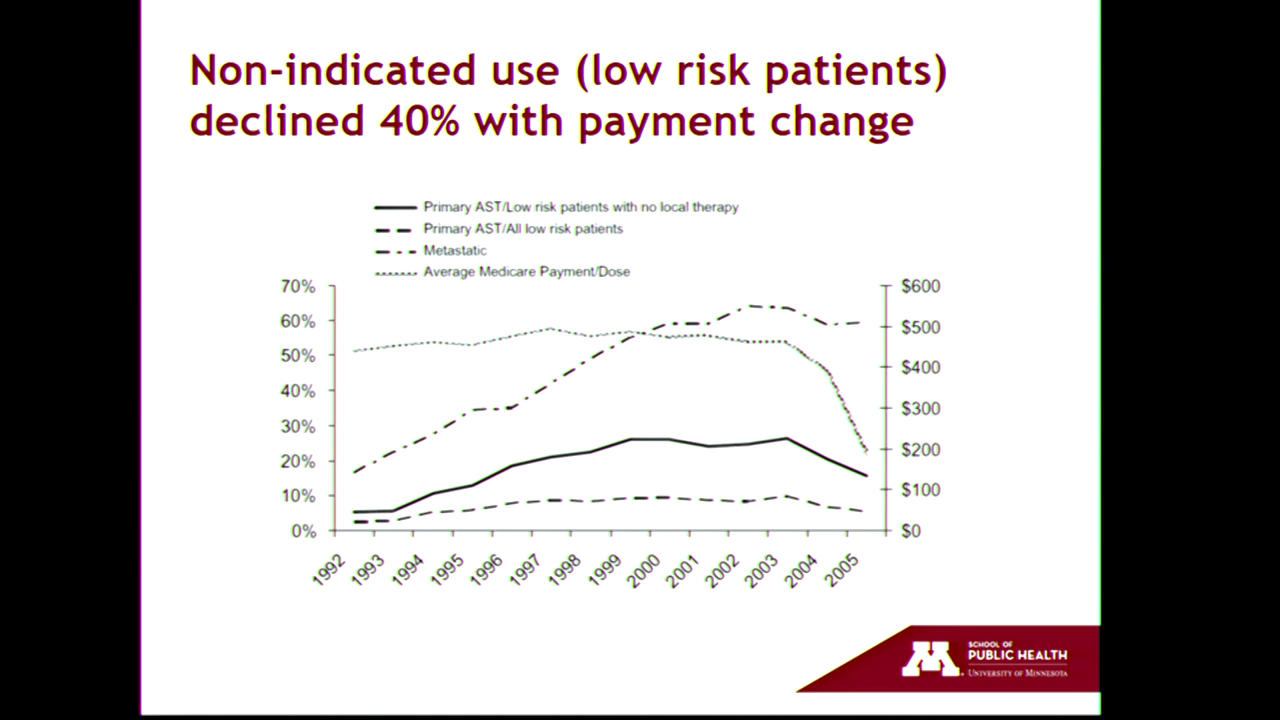 Non-indicated use (low risk patients)
declined 40% with payment change
Primary AST/Low risk patients with no local therapy
Primary AST/All low risk patients
Metastatic
Average Medicare Payment/Dose
70%
60%
50%
40%
30%
20%
10%
0%
$600
$500
$400
$300
$200
$100
$0
1992
1993
1994
1995
1996
1997
1998
1999
2000
2001
2002
2003
2004
2005
M
SCHOOL OF
PUBLIC HEALTH
UNIVERSITY OF MINNESOTA